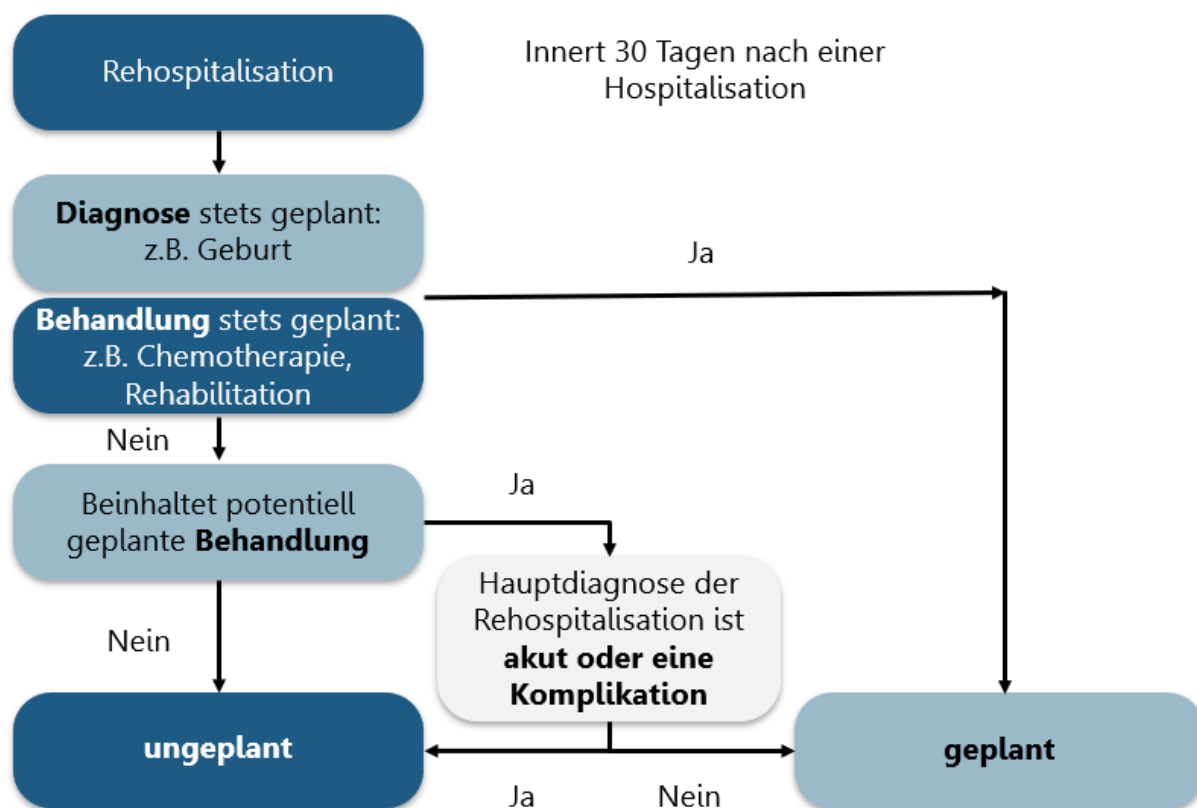 Rehospitalisation
Innert 30 Tagen nach einer
Hospitalisation
Diagnose stets geplant:
z.B. Geburt
Ja
Behandlung stets geplant:
z.B. Chemotherapie,
Rehabilitation
Nein
Beinhaltet potentiell
geplante Behandlung
Ja
Hauptdiagnose der
Rehospitalisation ist
akut oder eine
Komplikation
Nein
ungeplant
geplant
Ja
Nein